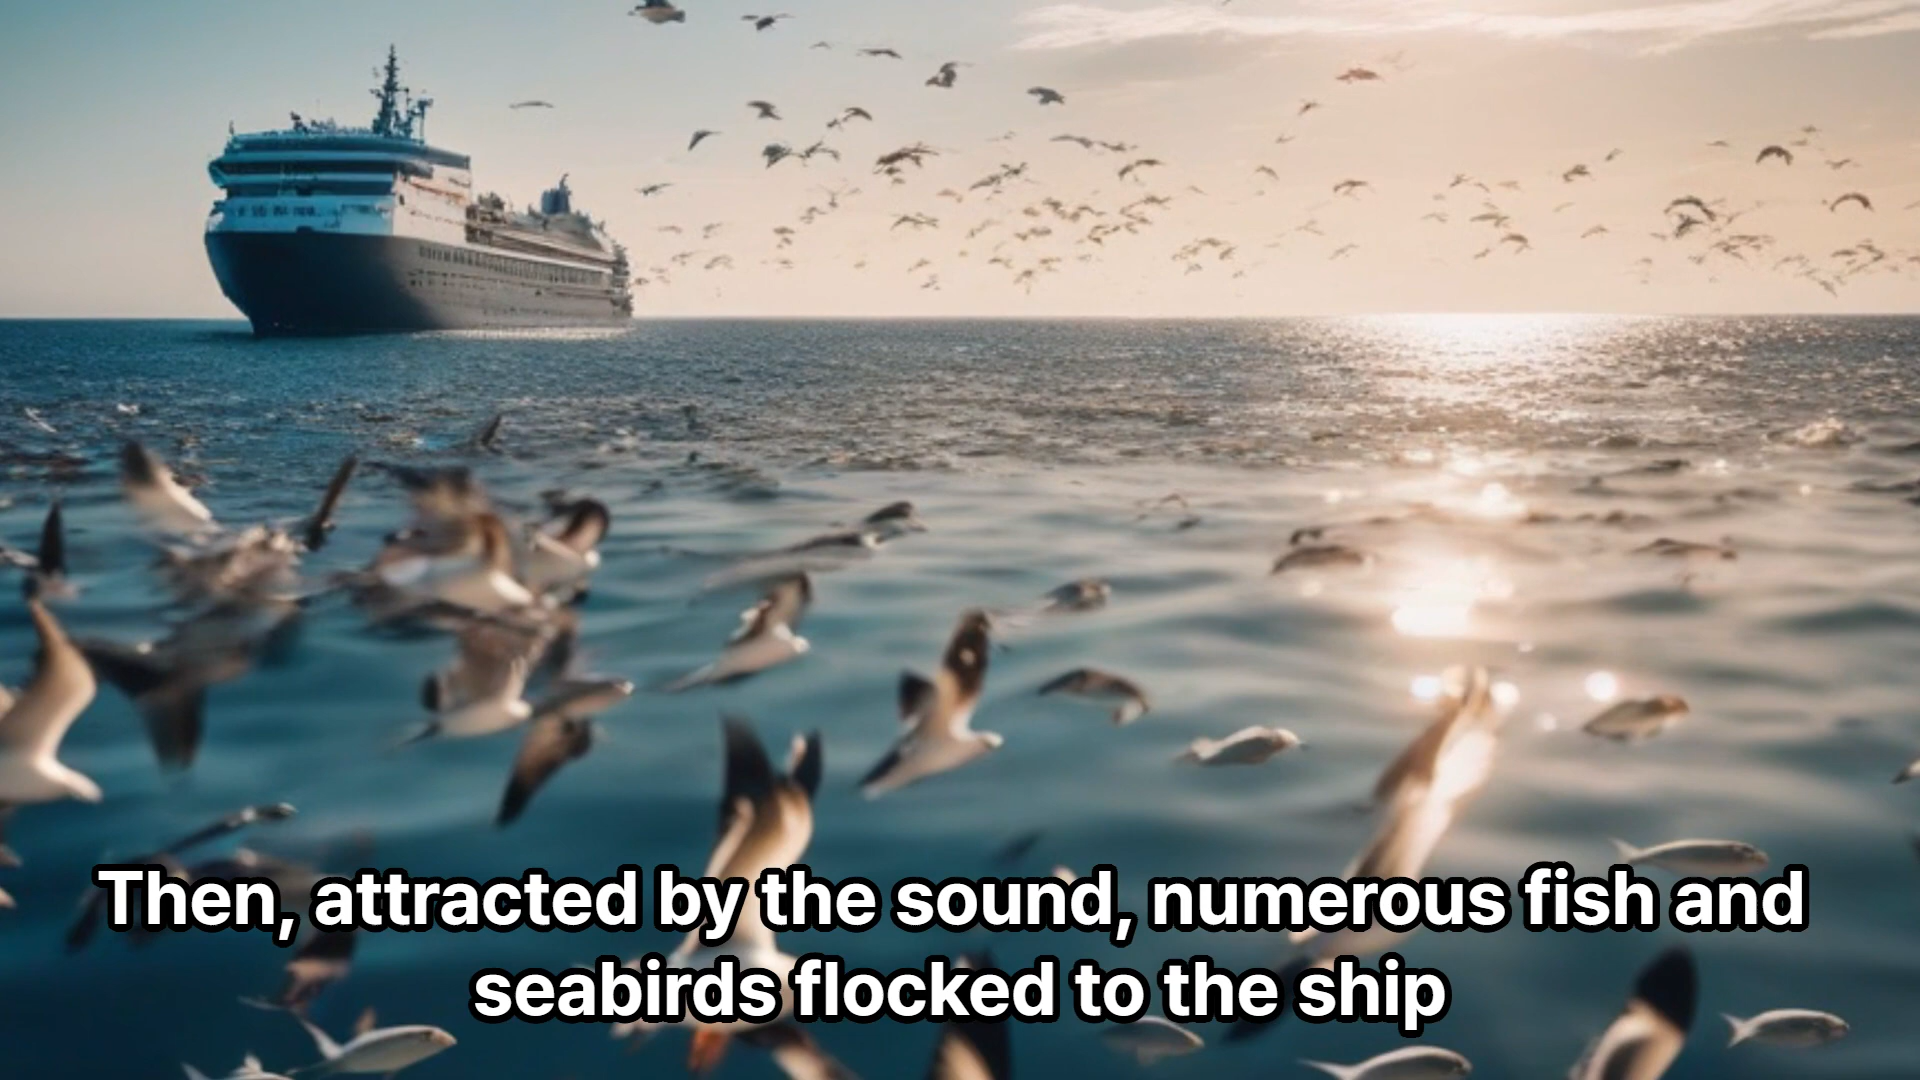 Then, attracted by the sound, numerous fish and
seabirds flocked to the ship